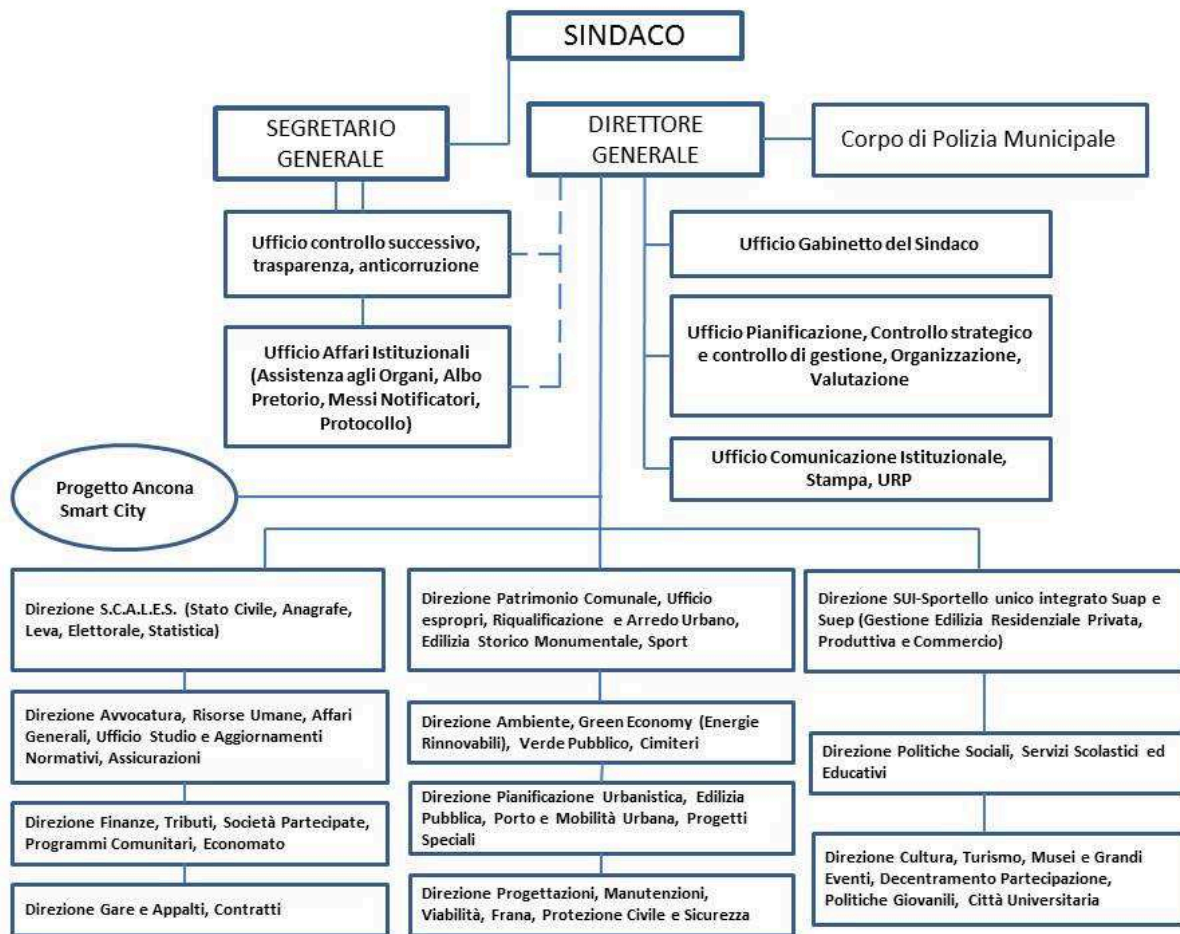 SINDACO
SEGRETARIO
GENERALE
DIRETTORE
GENERALE
Corpo di Polizia Municipale
Ufficio controllo successivo,
trasparenza, anticorruzione
Ufficio Gabinetto del Sindaco
Ufficio Affari Istituzionali
(Assistenza agli Organi, Albo
Pretorio, Messi Notificatori,
Protocollo)
Ufficio Pianificazione, Controllo strategico
e controllo di gestione, Organizzazione,
Valutazione
Ufficio Comunicazione Istituzionale,
Stampa, URP
Progetto Ancona
Smart City
Direzione S.C.A.L.E.S. (Stato Civile, Anagrafe,
Leva, Elettorale, Statistica)
Direzione Avvocatura, Risorse Umane, Affari
Generali, Ufficio Studio e Aggiornamenti
Normativi, Assicurazioni
Direzione Finanze, Tributi, Società Partecipate,
Programmi Comunitari, Economato
Direzione Gare e Appalti, Contratti
Direzione Patrimonio Comunale, Ufficio
espropri, Riqualificazione e Arredo Urbano,
Edilizia Storico Monumentale, Sport
Direzione Ambiente, Green Economy (Energie
Rinnovabili), Verde Pubblico, Cimiteri
Direzione Pianificazione Urbanistica, Edilizia
Pubblica, Porto e Mobilità Urbana, Progetti
Speciali
Direzione Progettazioni, Manutenzioni,
Viabilità, Frana, Protezione Civile e Sicurezza
Direzione SUI-Sportello unico integrato Suap e
Suep (Gestione Edilizia Residenziale Privata,
Produttiva e Commercio)
Direzione Politiche Sociali, Servizi Scolastici ed
Educativi
Direzione Cultura, Turismo, Musei e Grandi
Eventi, Decentramento Partecipazione,
Politiche Giovanili, Città Universitaria